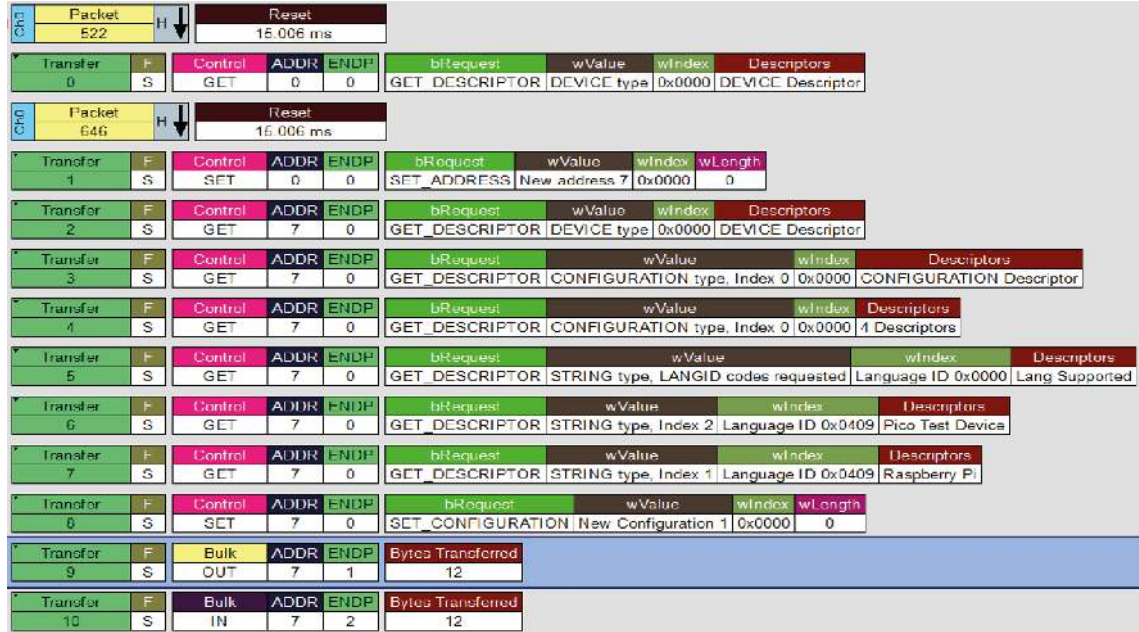 Chg Packet H Reset
522 15.006 ms
Transfer F Control ADDR ENDP bRequest wValue wIndex Descriptors
0 S GET 0 0 GET_DESCRIPTOR DEVICE type 0x0000 DEVICE Descriptor
Chg Packet H Reset
646 15.006 ms
Transfer F Control ADDR ENDP bRequest wValue wIndex wLength
1 S SET 0 0 SET_ADDRESS New address 7 0x0000 0
Transfer F Control ADDR ENDP bRequest wValue wIndex Descriptors
2 S GET 7 0 GET_DESCRIPTOR DEVICE type 0x0000 DEVICE Descriptor
Transfer F Control ADDR ENDP bRequest wValue wIndex Descriptors
3 S GET 7 0 GET_DESCRIPTOR CONFIGURATION type, Index 0 0x0000 CONFIGURATION Descriptor
Transfer F Control ADDR ENDP bRequest wValue wIndex Descriptors
4 S GET 7 0 GET_DESCRIPTOR CONFIGURATION type, Index 0 0x0000 4 Descriptors
Transfer F Control ADDR ENDP bRequest wValue wIndex Descriptors
5 S GET 7 0 GET_DESCRIPTOR STRING type, LANGID codes requested Language ID 0x0000 Lang Supported
Transfer F Control ADDR ENDP bRequest wValue wIndex Descriptors
6 S GET 7 0 GET_DESCRIPTOR STRING type, Index 2 Language ID 0x0409 Pico Test Device
Transfer F Control ADDR ENDP bRequest wValue wIndex Descriptors
7 S GET 7 0 GET_DESCRIPTOR STRING type, Index 1 Language ID 0x0409 Raspberry Pi
Transfer F Control ADDR ENDP bRequest wValue wIndex wLength
8 S SET 7 0 SET_CONFIGURATION New Configuration 1 0x0000 0
Transfer F Bulk ADDR ENDP Bytes Transferred
9 S OUT 7 1 12
Transfer F Bulk ADDR ENDP Bytes Transferred
10 S IN 7 2 12